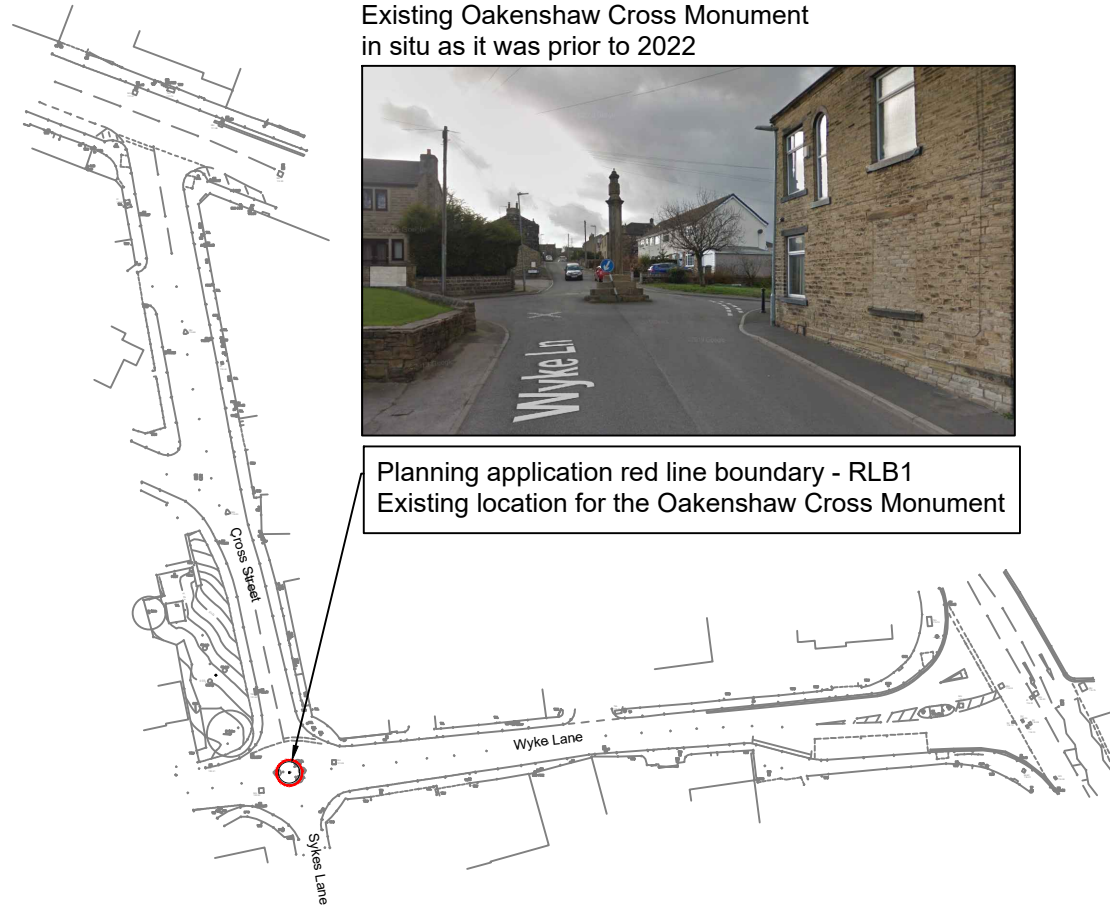 Existing Oakenshaw Cross Monument
in situ as it was prior to 2022
Wyke Ln
Planning application red line boundary - RLB1
Existing location for the Oakenshaw Cross Monument
Cross Street
Wyke Lane
Sykes Lane